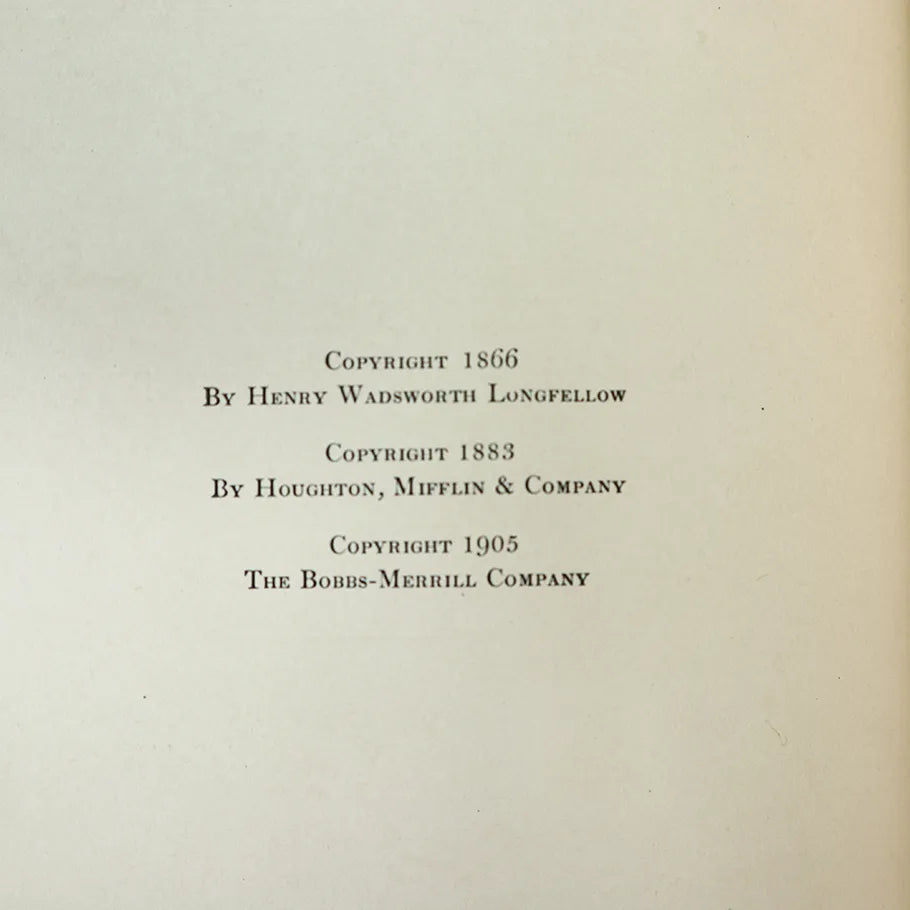 Copyright 1866
By Henry Wadsworth Longfellow
Copyright 1883
By Houghton, Mifflin & Company
Copyright 1905
The Bobbs-Merrill Company